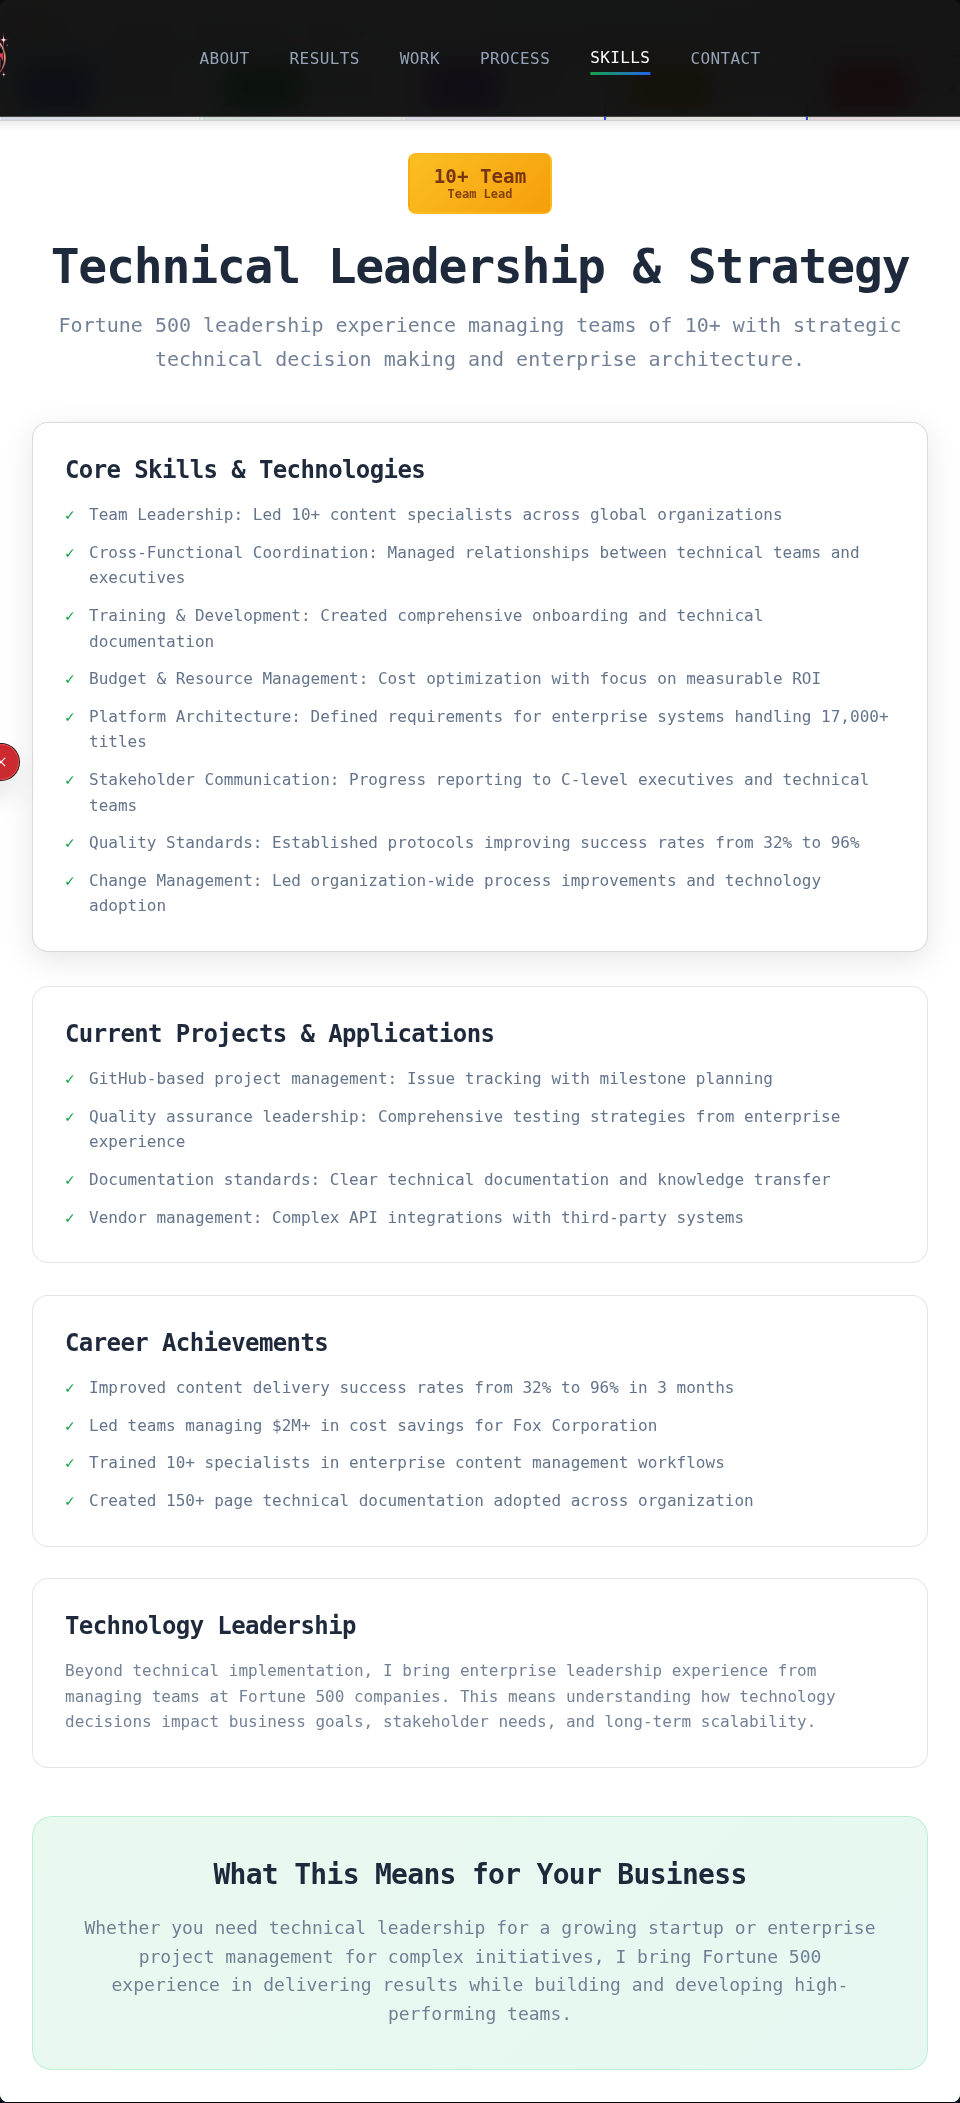 ABOUT RESULTS WORK PROCESS SKILLS CONTACT
10+ Team
Team Lead
Technical Leadership & Strategy
Fortune 500 leadership experience managing teams of 10+ with strategic
technical decision making and enterprise architecture.
Core Skills & Technologies
✓ Team Leadership: Led 10+ content specialists across global organizations
✓ Cross-Functional Coordination: Managed relationships between technical teams and
executives
✓ Training & Development: Created comprehensive onboarding and technical
documentation
✓ Budget & Resource Management: Cost optimization with focus on measurable ROI
✓ Platform Architecture: Defined requirements for enterprise systems handling 17,000+
titles
✓ Stakeholder Communication: Progress reporting to C-level executives and technical
teams
✓ Quality Standards: Established protocols improving success rates from 32% to 96%
✓ Change Management: Led organization-wide process improvements and technology
adoption
Current Projects & Applications
✓ GitHub-based project management: Issue tracking with milestone planning
✓ Quality assurance leadership: Comprehensive testing strategies from enterprise
experience
✓ Documentation standards: Clear technical documentation and knowledge transfer
✓ Vendor management: Complex API integrations with third-party systems
Career Achievements
✓ Improved content delivery success rates from 32% to 96% in 3 months
✓ Led teams managing $2M+ in cost savings for Fox Corporation
✓ Trained 10+ specialists in enterprise content management workflows
✓ Created 150+ page technical documentation adopted across organization
Technology Leadership
Beyond technical implementation, I bring enterprise leadership experience from
managing teams at Fortune 500 companies. This means understanding how technology
decisions impact business goals, stakeholder needs, and long-term scalability.
What This Means for Your Business
Whether you need technical leadership for a growing startup or enterprise
project management for complex initiatives, I bring Fortune 500
experience in delivering results while building and developing high-
performing teams.